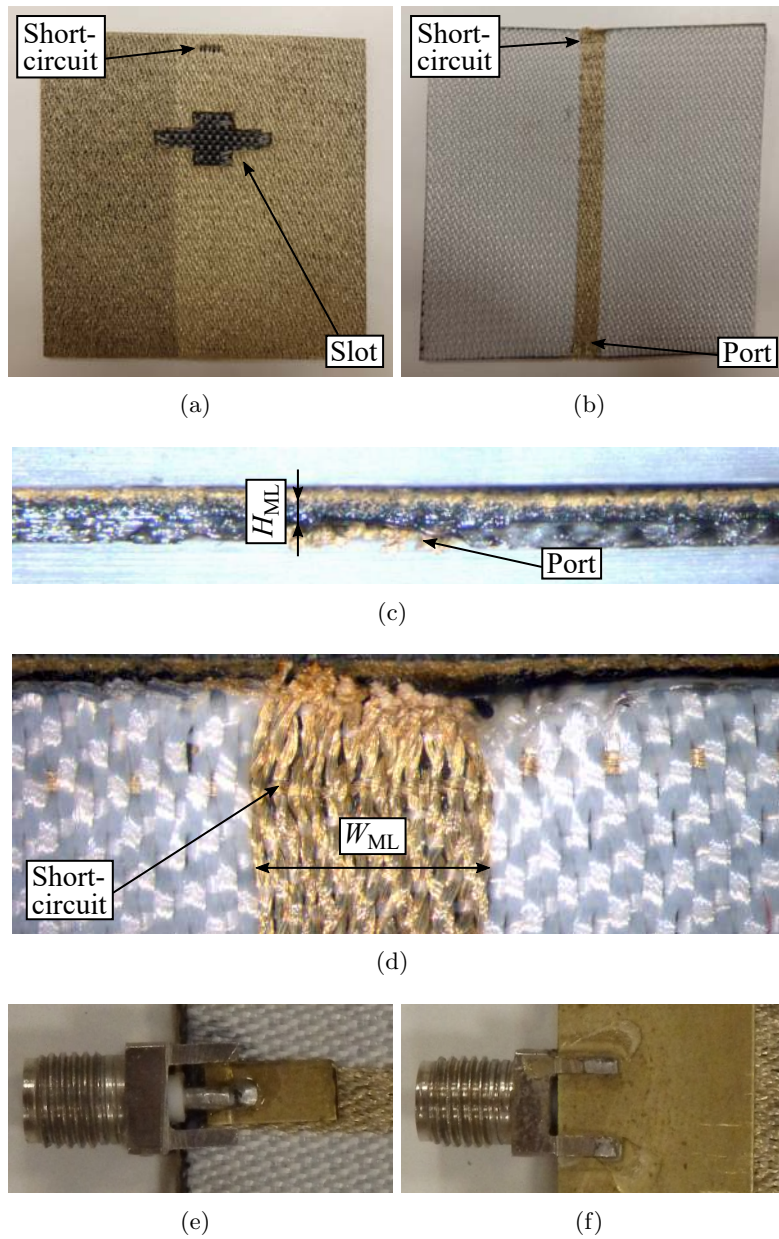 Short-
circuit
Slot
Short-
circuit
Port
(a)
(b)
H_ML
Port
(c)
W_ML
Short-
circuit
(d)
(e)
(f)